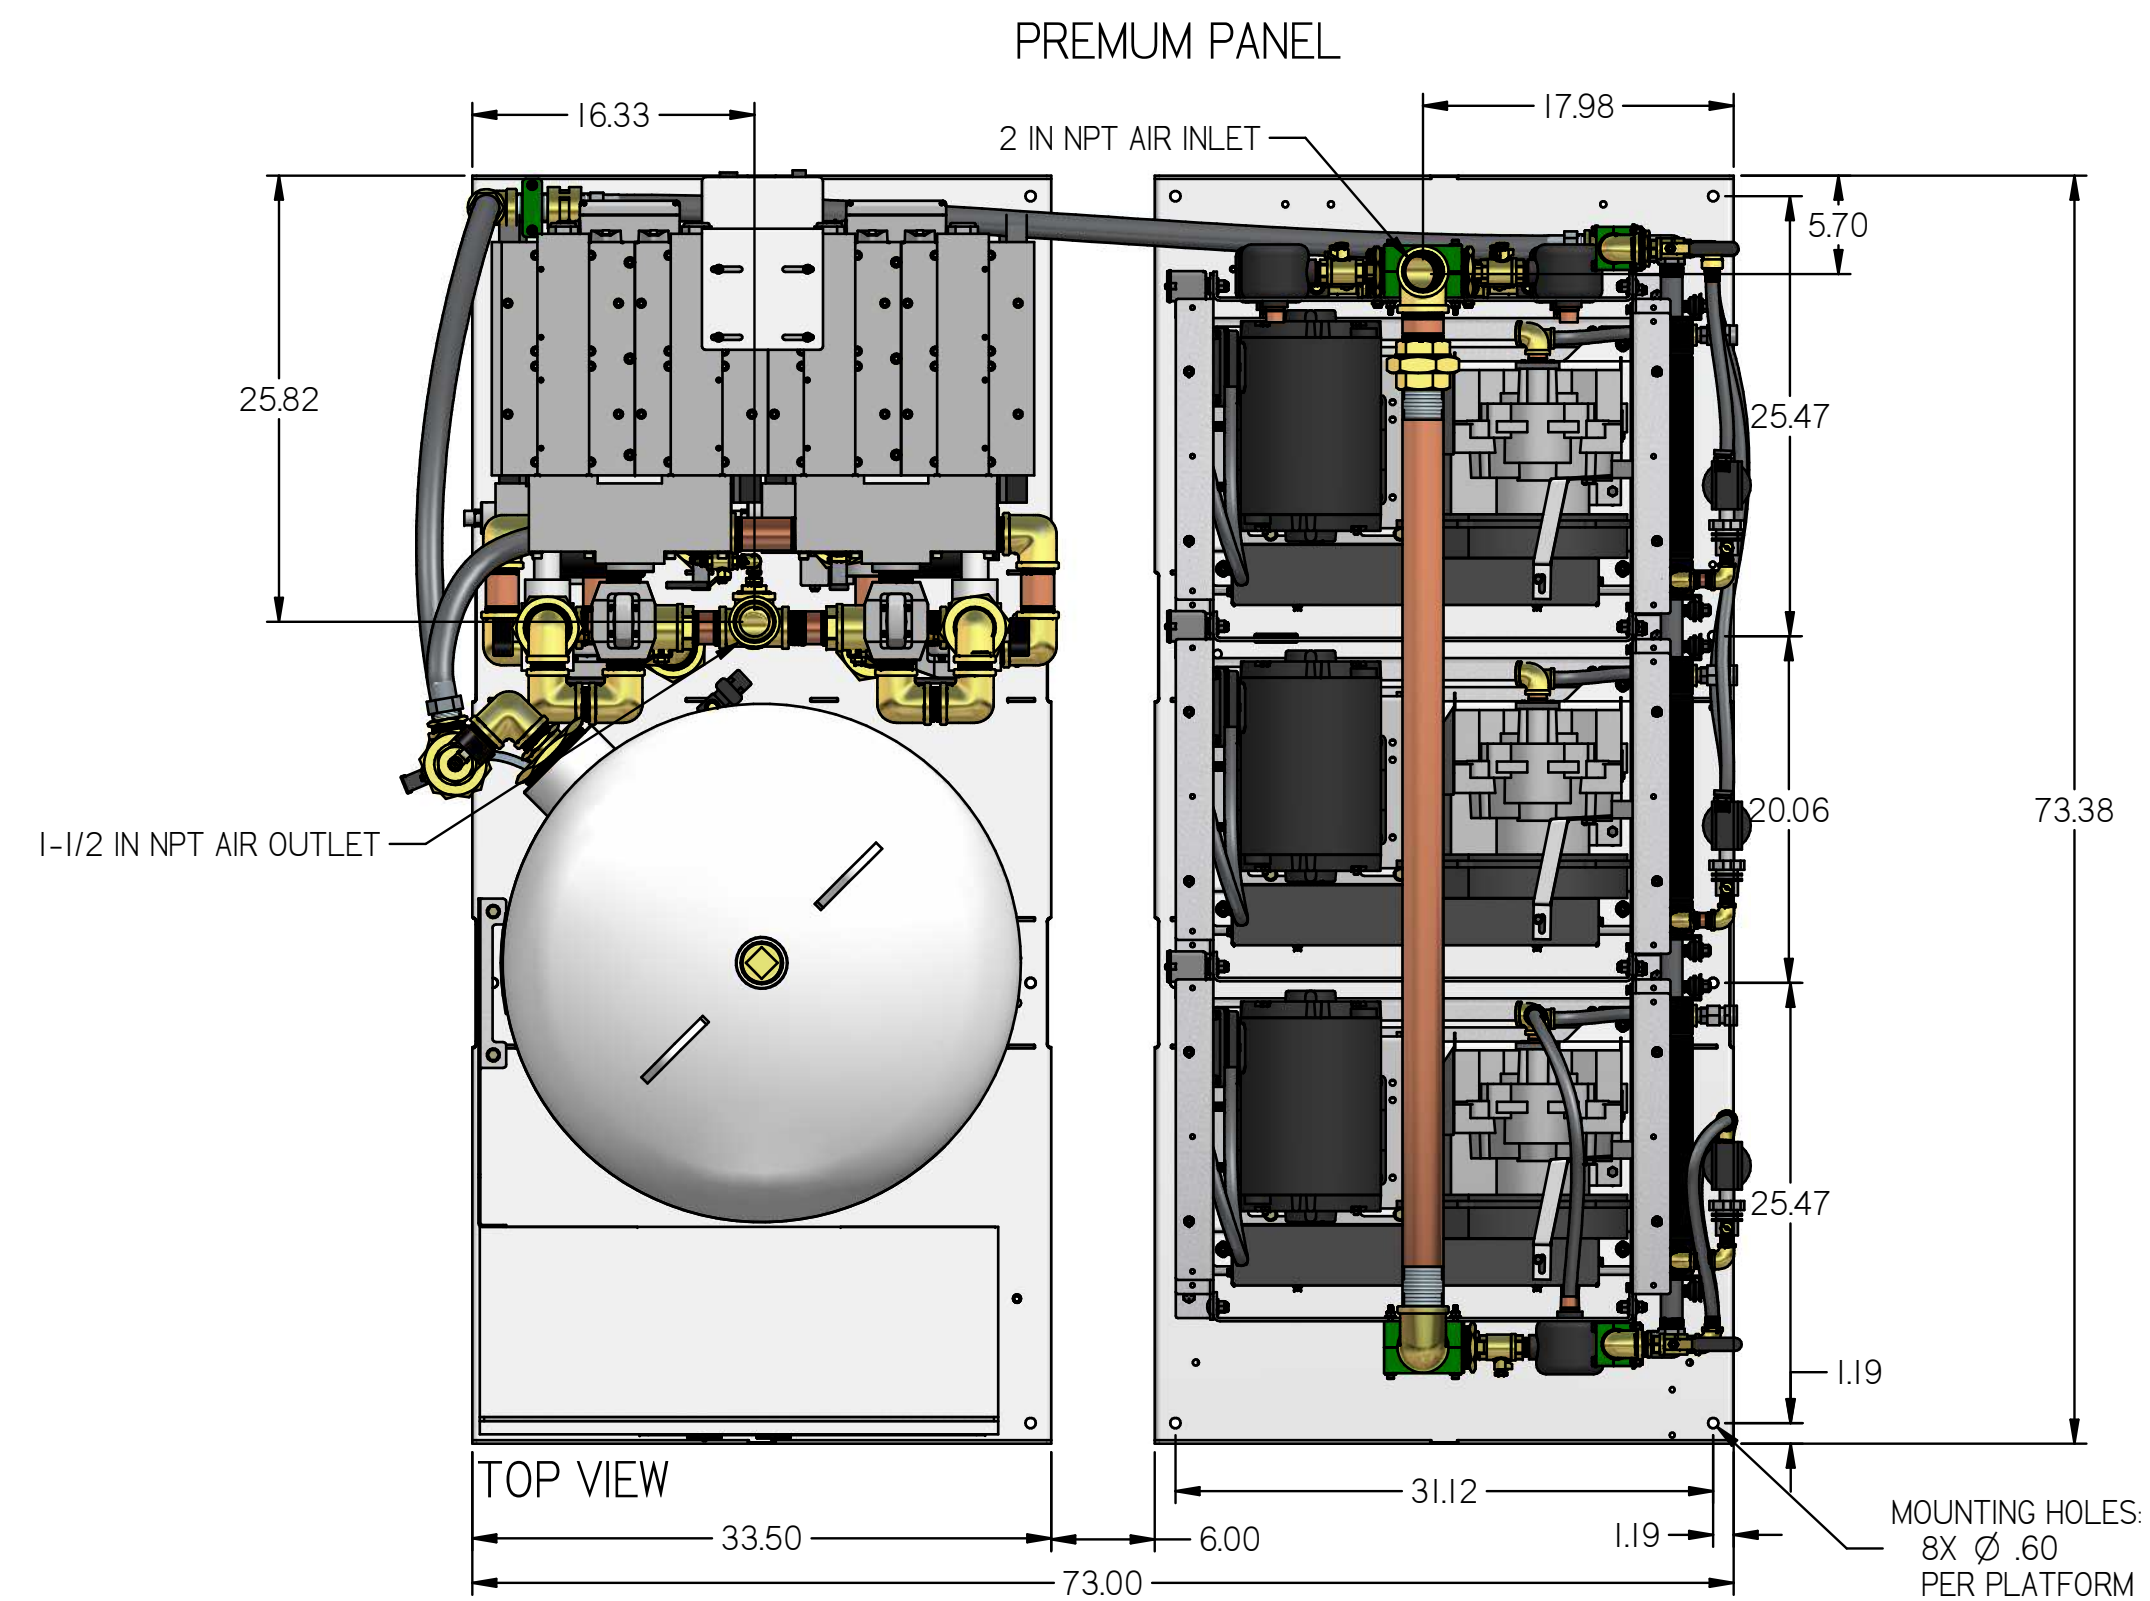 PREMUM PANEL
16.33
17.98
2 IN NPT AIR INLET
5.70
25.82
25.47
20.06
73.38
1-1/2 IN NPT AIR OUTLET
25.47
1.19
TOP VIEW
31.12
33.50
6.00
1.19
MOUNTING HOLES:
8X Ø .60
PER PLATFORM
73.00